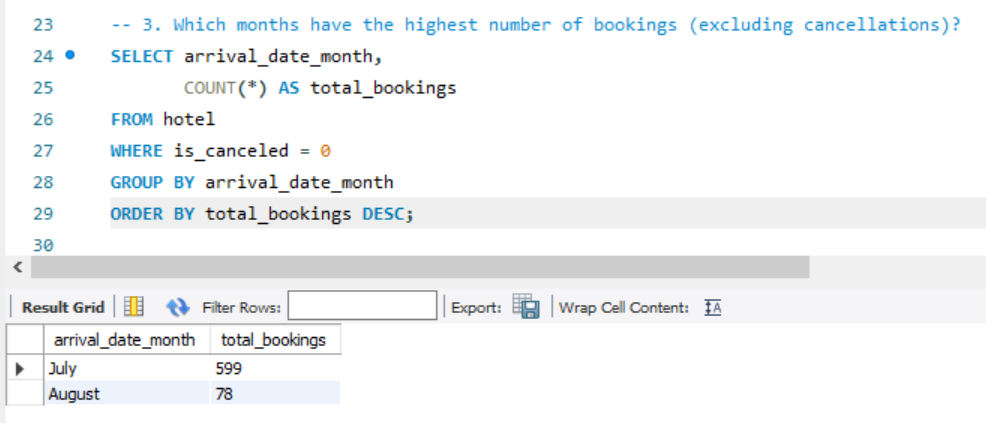 23 -- 3. Which months have the highest number of bookings (excluding cancellations)?
24 SELECT arrival_date_month,
25 COUNT(*) AS total_bookings
26 FROM hotel
27 WHERE is_canceled = 0
28 GROUP BY arrival_date_month
29 ORDER BY total_bookings DESC;
30
Result Grid Filter Rows: Export: Wrap Cell Content: IA
arrival_date_month total_bookings
July 599
August 78